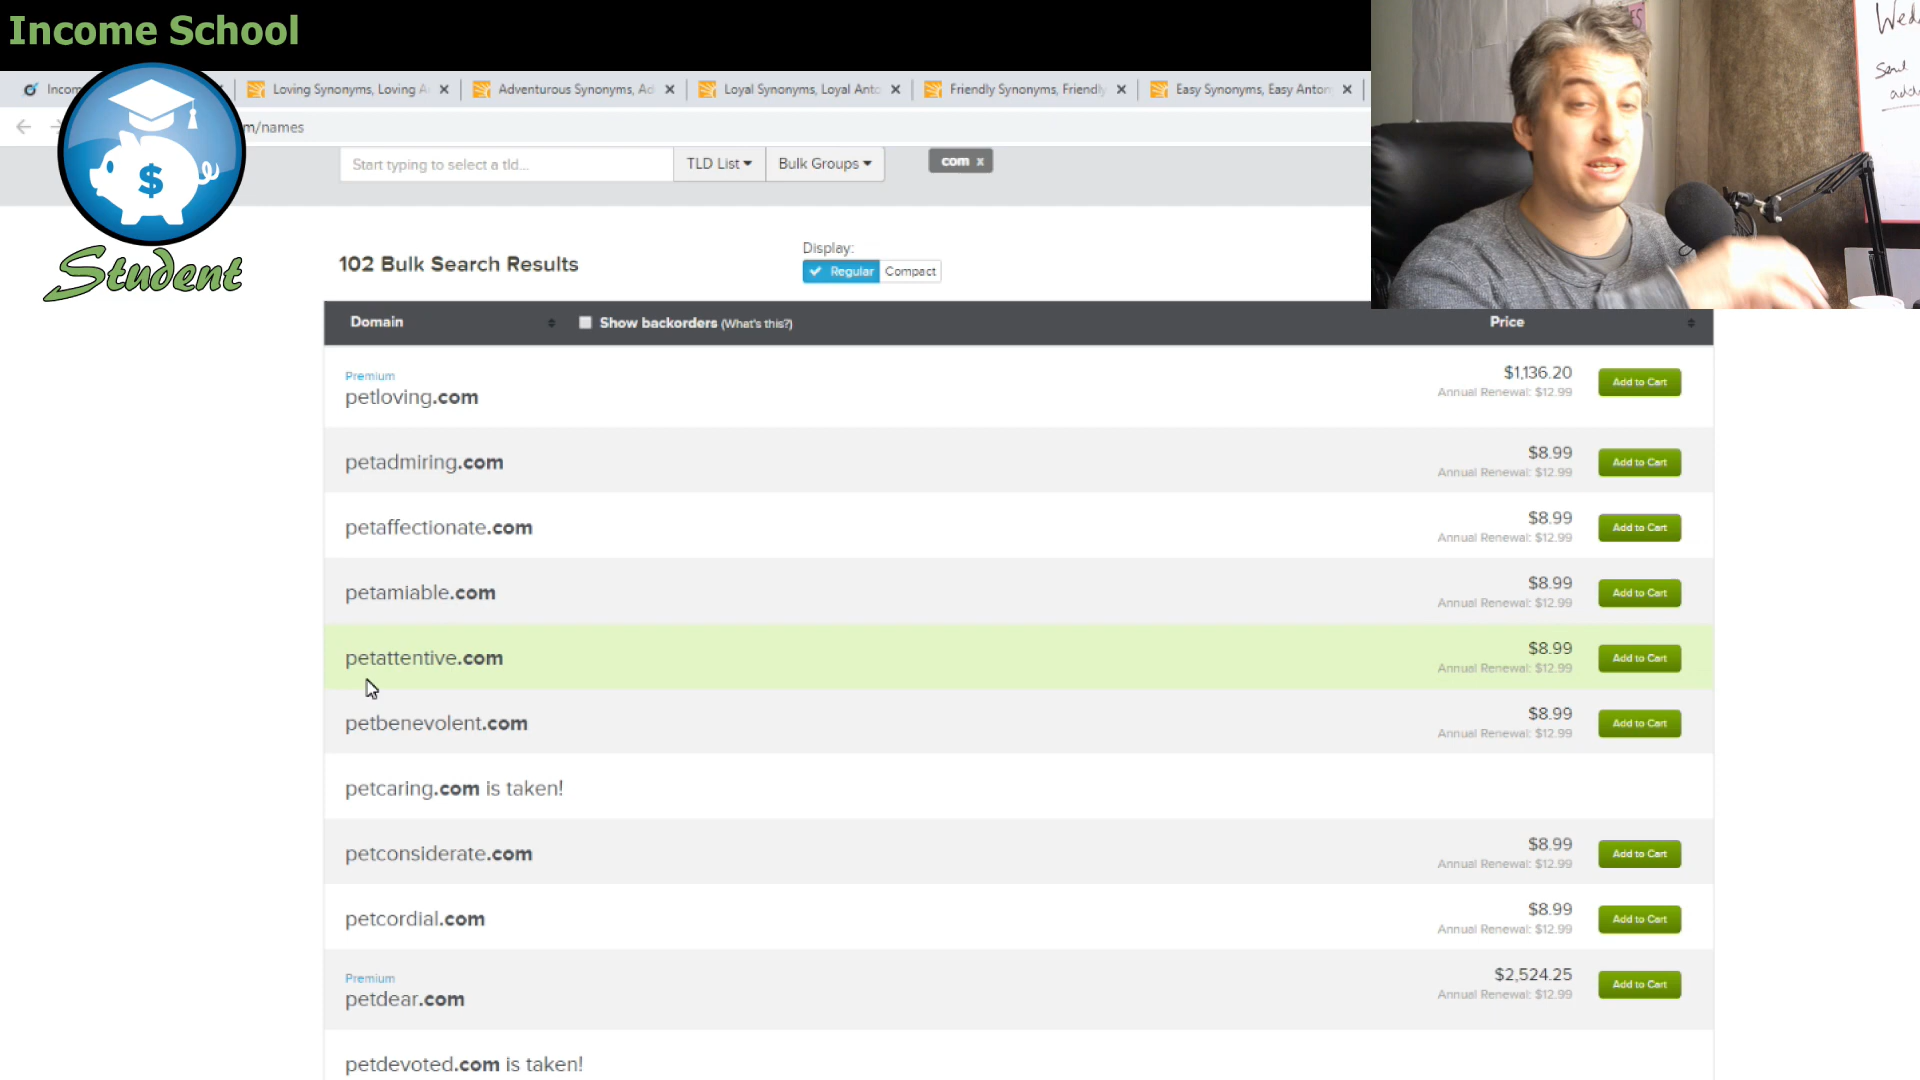 Income School
Student
Incom
Loving Synonyms, Loving A
Adventurous Synonyms, Ad
Loyal Synonyms, Loyal Anto
Friendly Synonyms, Friendly
Easy Synonyms, Easy Anton
m/names
Start typing to select a tld...
TLD List
Bulk Groups
com x
102 Bulk Search Results
Display:
Regular Compact
Domain
Show backorders (What's this?)
Price
Premium
petloving.com
$1,136.20
Annual Renewal: $12.99
Add to Cart
petadmiring.com
$8.99
Annual Renewal: $12.99
Add to Cart
petaffectionate.com
$8.99
Annual Renewal: $12.99
Add to Cart
petamiable.com
$8.99
Annual Renewal: $12.99
Add to Cart
petattentive.com
$8.99
Annual Renewal: $12.99
Add to Cart
petbenevolent.com
$8.99
Annual Renewal: $12.99
Add to Cart
petcaring.com is taken!
petconsiderate.com
$8.99
Annual Renewal: $12.99
Add to Cart
petcordial.com
$8.99
Annual Renewal: $12.99
Add to Cart
Premium
petdear.com
$2,524.25
Annual Renewal: $12.99
Add to Cart
petdevoted.com is taken!